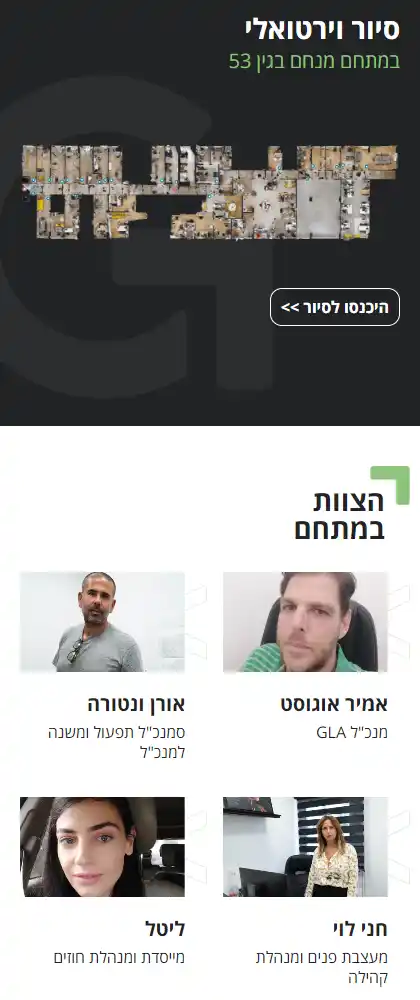 סיור וירטואלי
במתחם מנחם בגין 53
היכנסו לסיור >>
הצוות
במתחם
אמיר אוגוסט
מנכ"ל GLA
אורן ונטורה
סמנכ"ל תפעול ומשנה
למנכ"ל
חני לוי
מעצבת פנים ומנהלת
קהילה
ליטל
מייסדת ומנהלת חוזים